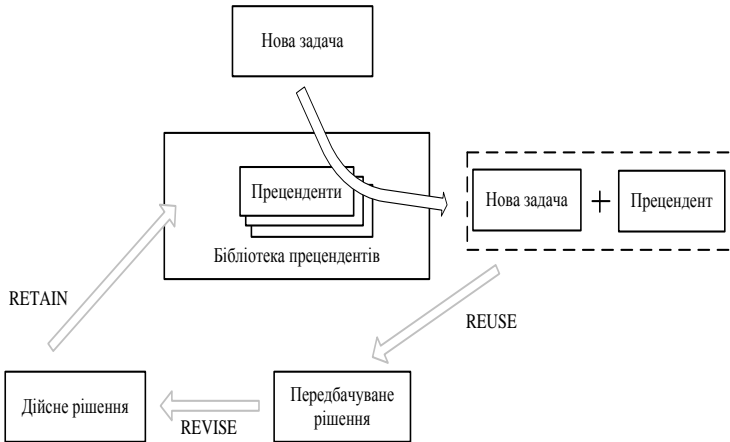 Нова задача
Преценденти
Бібліотека прецендентів
Нова задача
+
Прецендент
RETAIN
REUSE
Дійсне рішення
REVISE
Передбачуване
рішення